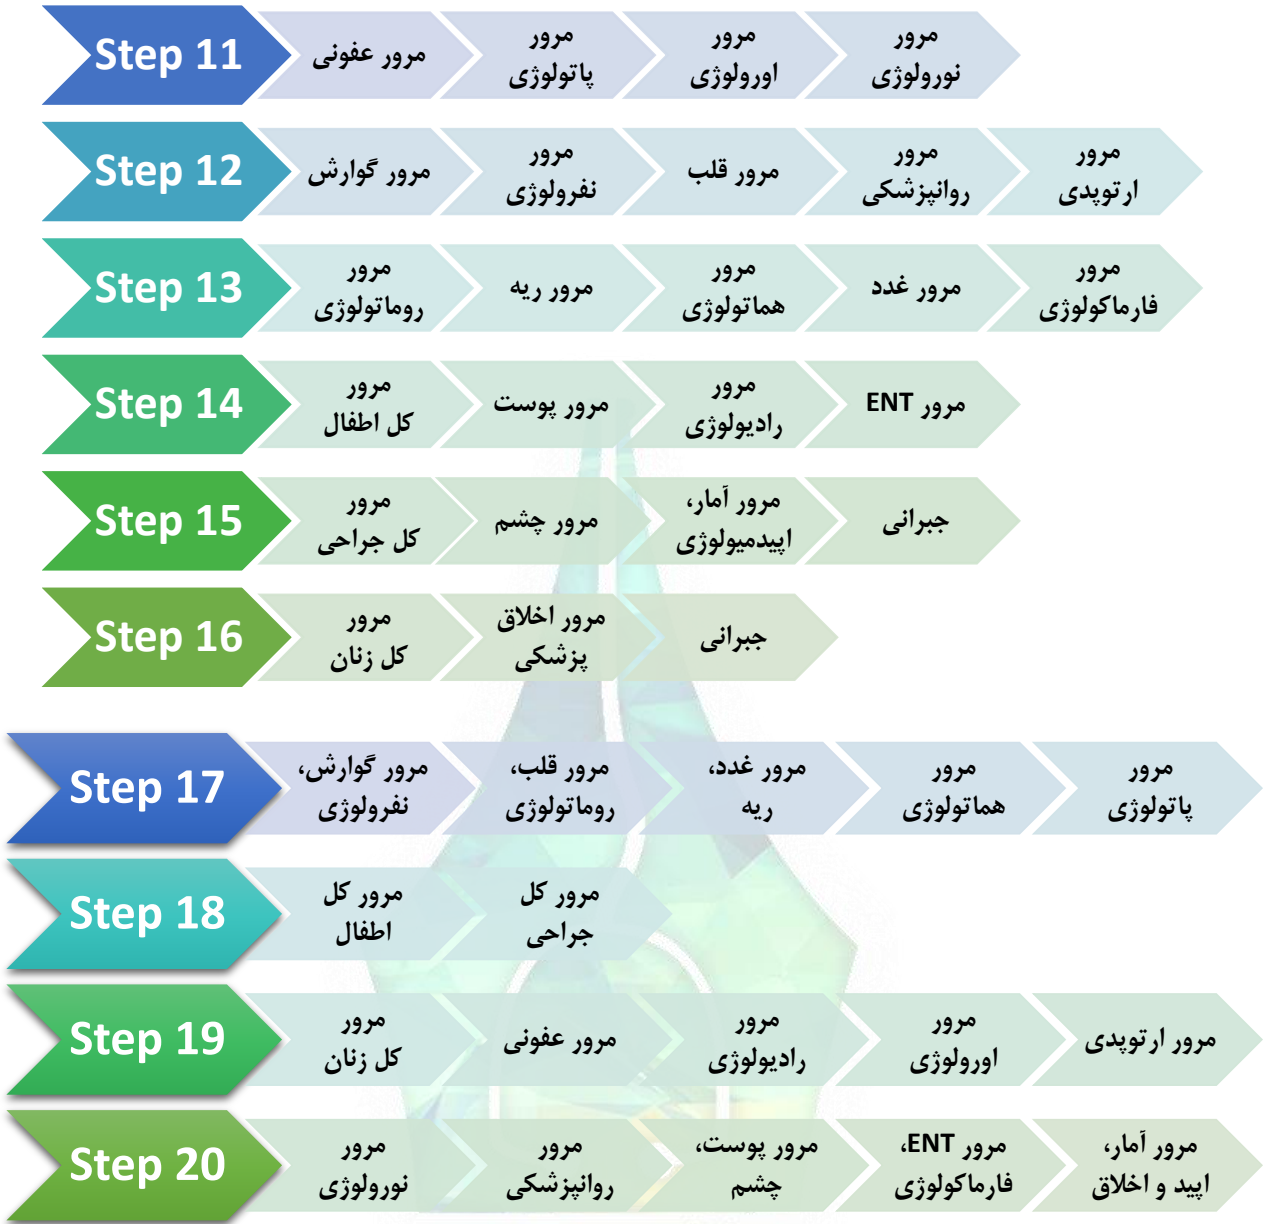 Step 11
مرور عفونی
مرور
پاتولوژی
مرور
اورولوژی
مرور
نورولوژی
Step 12
مرور گوارش
مرور
نفرولوژی
مرور قلب
مرور
روانپزشکی
مرور
ارتوپدی
Step 13
مرور
روماتولوژی
مرور ریه
مرور
هماتولوژی
مرور غدد
مرور
فارماکولوژی
Step 14
مرور
کل اطفال
مرور پوست
مرور
رادیولوژی
مرور ENT
Step 15
مرور
کل جراحی
مرور چشم
مرور آمار،
اپیدمیولوژی
جبرانی
Step 16
مرور
کل زنان
مرور اخلاق
پزشکی
جبرانی
Step 17
مرور گوارش،
نفرولوژی
مرور قلب،
روماتولوژی
مرور غدد،
ریه
مرور
هماتولوژی
مرور
پاتولوژی
Step 18
مرور کل
اطفال
مرور کل
جراحی
Step 19
مرور
کل زنان
مرور عفونی
مرور
رادیولوژی
مرور
اورولوژی
مرور ارتوپدی
Step 20
مرور
نورولوژی
مرور
روانپزشکی
مرور پوست،
چشم
مرور ENT،
فارماکولوژی
مرور آمار،
اپید و اخلاق